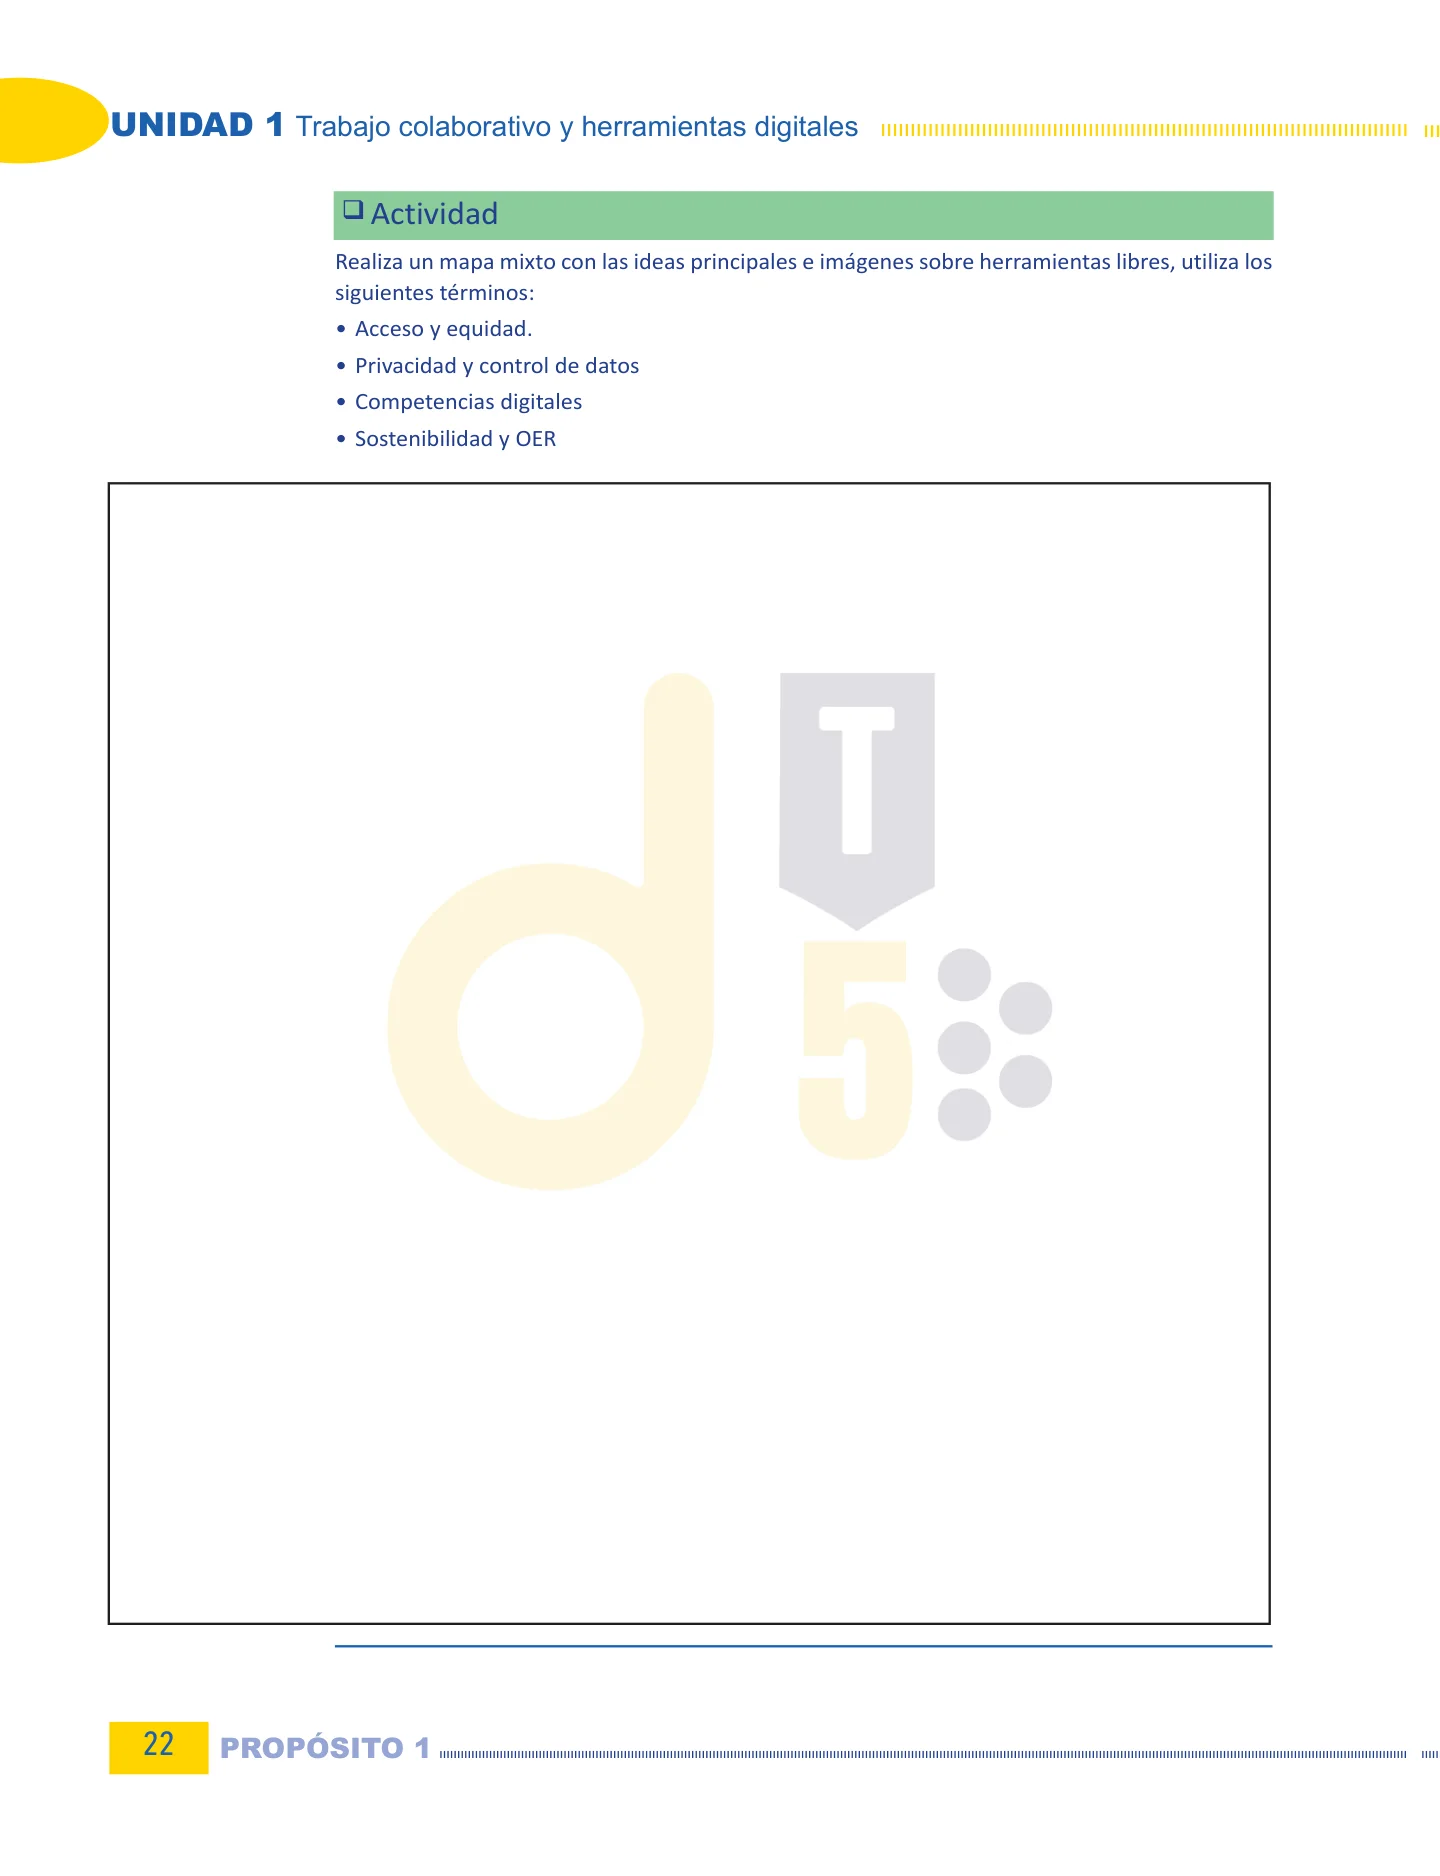 UNIDAD 1 Trabajo colaborativo y herramientas digitales
Actividad
Realiza un mapa mixto con las ideas principales e imágenes sobre herramientas libres, utiliza los
siguientes términos:
• Acceso y equidad.
• Privacidad y control de datos
• Competencias digitales
• Sostenibilidad y OER
d T
5
22 PROPÓSITO 1